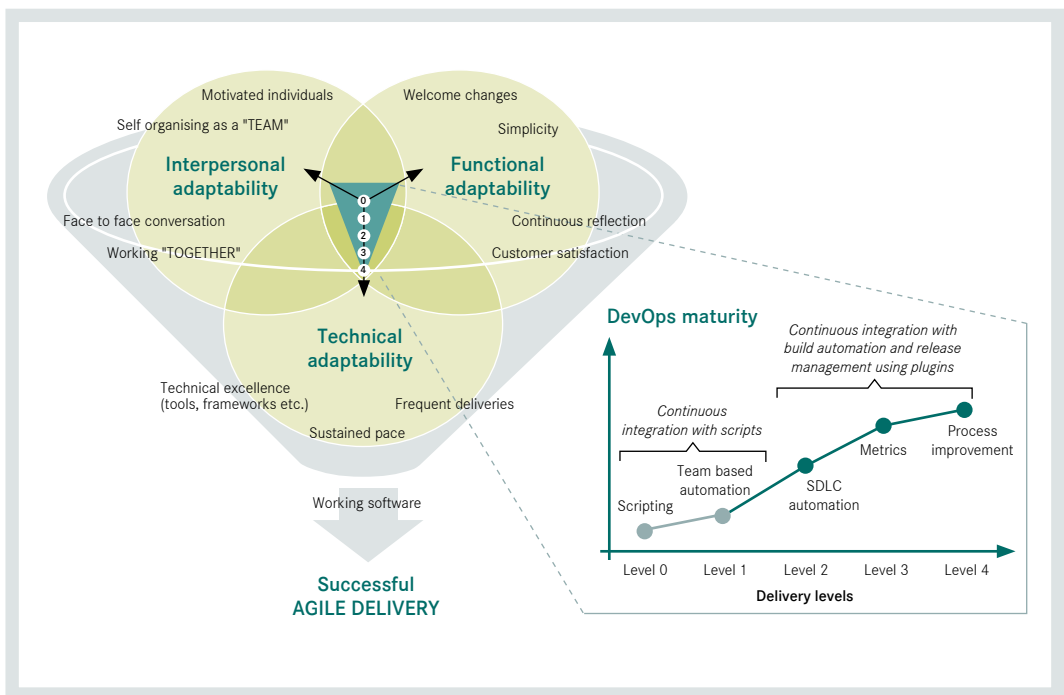 Motivated individuals
Welcome changes
Self organising as a "TEAM"
Simplicity
Interpersonal
adaptability
Functional
adaptability
0
1
2
3
4
Face to face conversation
Continuous reflection
Working "TOGETHER"
Customer satisfaction
Technical
adaptability
Technical excellence
(tools, frameworks etc.)
Frequent deliveries
Sustained pace
Working software
Successful
AGILE DELIVERY
DevOps maturity
Continuous integration with
build automation and release
management using plugins
Continuous
integration with scripts
Scripting
Team based
automation
SDLC
automation
Metrics
Process
improvement
Level 0
Level 1
Level 2
Level 3
Level 4
Delivery levels